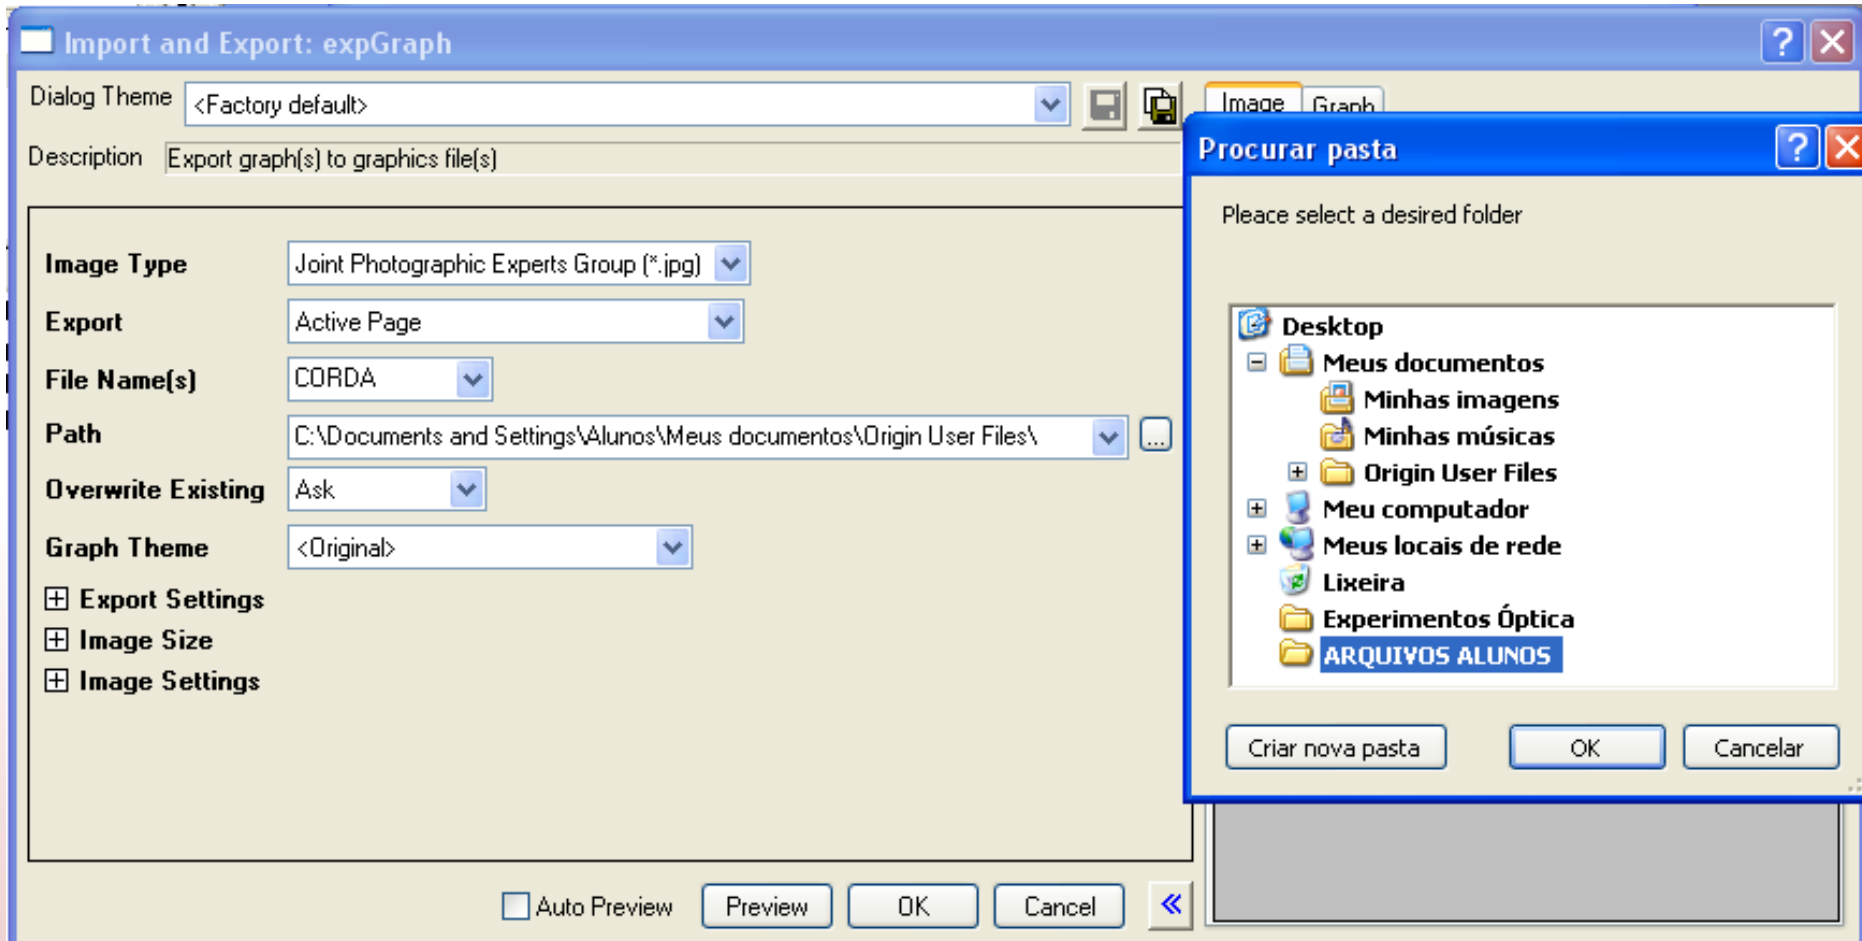 Import and Export: expGraph
Dialog Theme <Factory default>
Description Export graph(s) to graphics file(s)
Image Type Joint Photographic Experts Group (*.jpg)
Export Active Page
File Name(s) CORDA
Path C:\Documents and Settings\Alunos\Meus documentos\Origin User Files\ ...
Overwrite Existing Ask
Graph Theme <Original>
Export Settings
Image Size
Image Settings
Auto Preview Preview OK Cancel
Image Graph
Procurar pasta
Pleace select a desired folder
Desktop
Meus documentos
Minhas imagens
Minhas músicas
Origin User Files
Meu computador
Meus locais de rede
Lixeira
Experimentos Óptica
ARQUIVOS ALUNOS
Criar nova pasta OK Cancelar